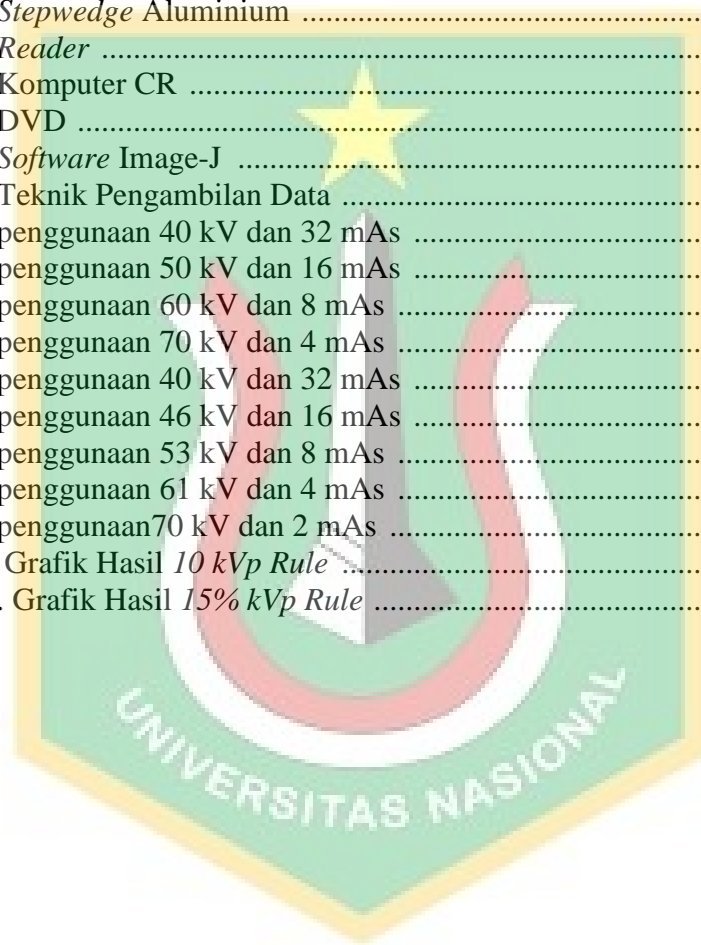 Stepwedge Aluminium ..................................................
Reader ...........................................................................
Komputer CR ................................................................
DVD ..............................................................................
Software Image-J ..........................................................
Teknik Pengambilan Data .............................................
penggunaan 40 kV dan 32 mAs ....................................
penggunaan 50 kV dan 16 mAs ....................................
penggunaan 60 kV dan 8 mAs ......................................
penggunaan 70 kV dan 4 mAs ......................................
penggunaan 40 kV dan 32 mAs ....................................
penggunaan 46 kV dan 16 mAs ....................................
penggunaan 53 kV dan 8 mAs ......................................
penggunaan 61 kV dan 4 mAs ......................................
penggunaan70 kV dan 2 mAs .......................................
Grafik Hasil 10 kVp Rule .............................................
. Grafik Hasil 15% kVp Rule .........................................
UNIVERSITAS NASIONAL